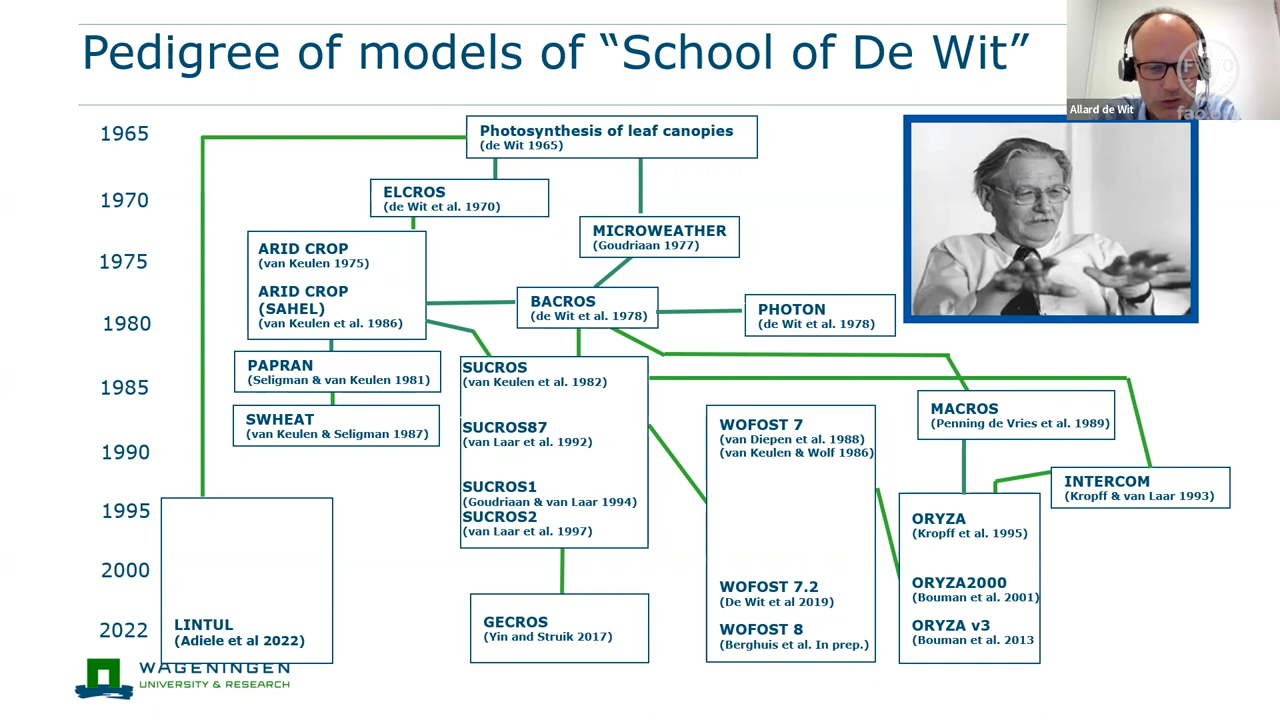 Pedigree of models of “School of De Wit”
Allard de Wit
1965
Photosynthesis of leaf canopies
(de Wit 1965)
1970
ELCROS
(de Wit et al. 1970)
MICROWEATHER
(Goudriaan 1977)
1975
ARID CROP
(van Keulen 1975)
ARID CROP
(SAHEL)
(van Keulen et al. 1986)
BACROS
(de Wit et al. 1978)
PHOTON
(de Wit et al. 1978)
1980
PAPRAN
(Seligman & van Keulen 1981)
SUCROS
(van Keulen et al. 1982)
1985
SWHEAT
(van Keulen & Seligman 1987)
SUCROS87
(van Laar et al. 1992)
WOFOST 7
(van Diepen et al. 1988)
(van Keulen & Wolf 1986)
MACROS
(Penning de Vries et al. 1989)
1990
SUCROS1
(Goudriaan & van Laar 1994)
SUCROS2
(van Laar et al. 1997)
INTERCOM
(Kropff & van Laar 1993)
1995
ORYZA
(Kropff et al. 1995)
2000
WOFOST 7.2
(De Wit et al 2019)
ORYZA2000
(Bouman et al. 2001)
2022
LINTUL
(Adiele et al 2022)
GECROS
(Yin and Struik 2017)
WOFOST 8
(Berghuis et al. In prep.)
ORYZA v3
(Bouman et al. 2013
WAGENINGEN
UNIVERSITY & RESEARCH